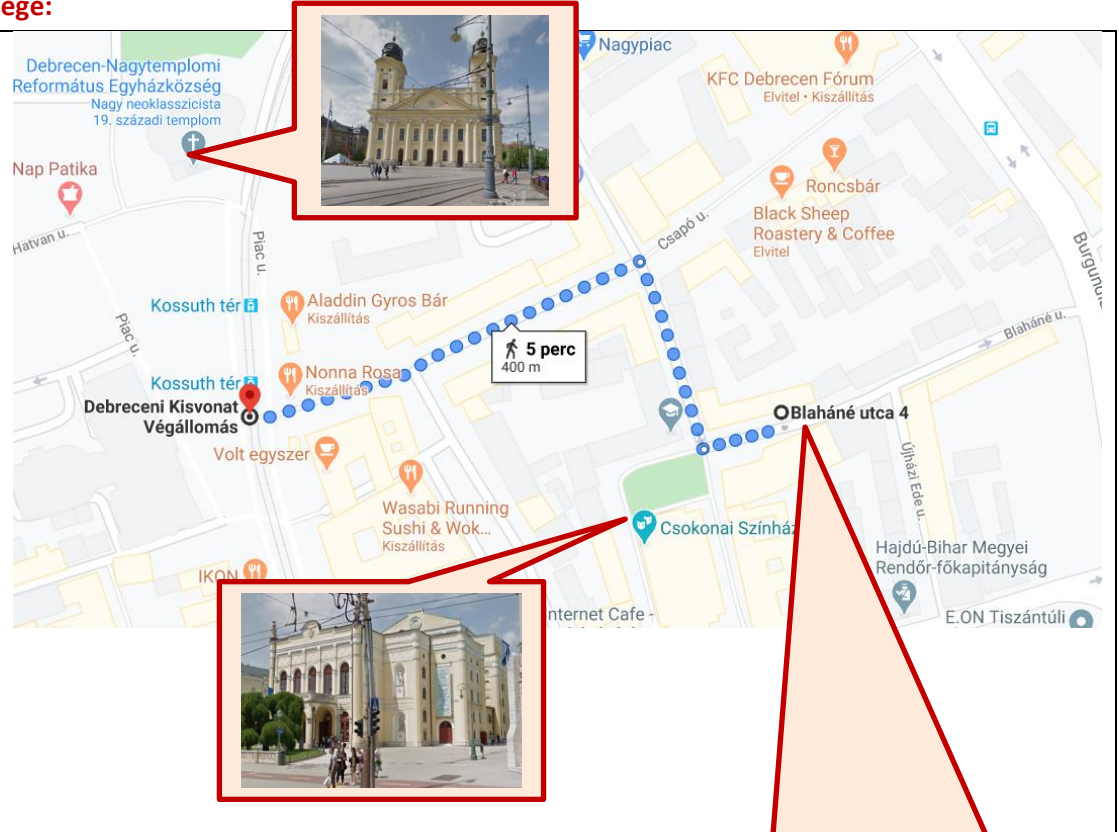 ege:
Debrecen-Nagytemplomi
Református Egyházközség
Nagy neoklasszicista
19. századi templom
Nagypiac
KFC Debrecen Fórum
Elvitel • Kiszállítás
Nap Patika
Roncsbár
Black Sheep
Roastery & Coffee
Elvitel
Csapó u.
Hatvan u.
Piac u.
Burgundi
Kossuth tér
Aladdin Gyros Bár
Kiszállítás
Piac u.
5 perc
400 m
Blaháné u.
Kossuth tér
Nonna Rosa
Kiszállítás
Debreceni Kisvonat
Végállomás
Blaháné utca 4
Volt egyszer
Újházi Ede u.
Wasabi Running
Sushi & Wok...
Kiszállítás
Csokonai Színház
Hajdú-Bihar Megyei
Rendőr-főkapitányság
IKON
nternet Cafe -
E.ON Tiszántúli